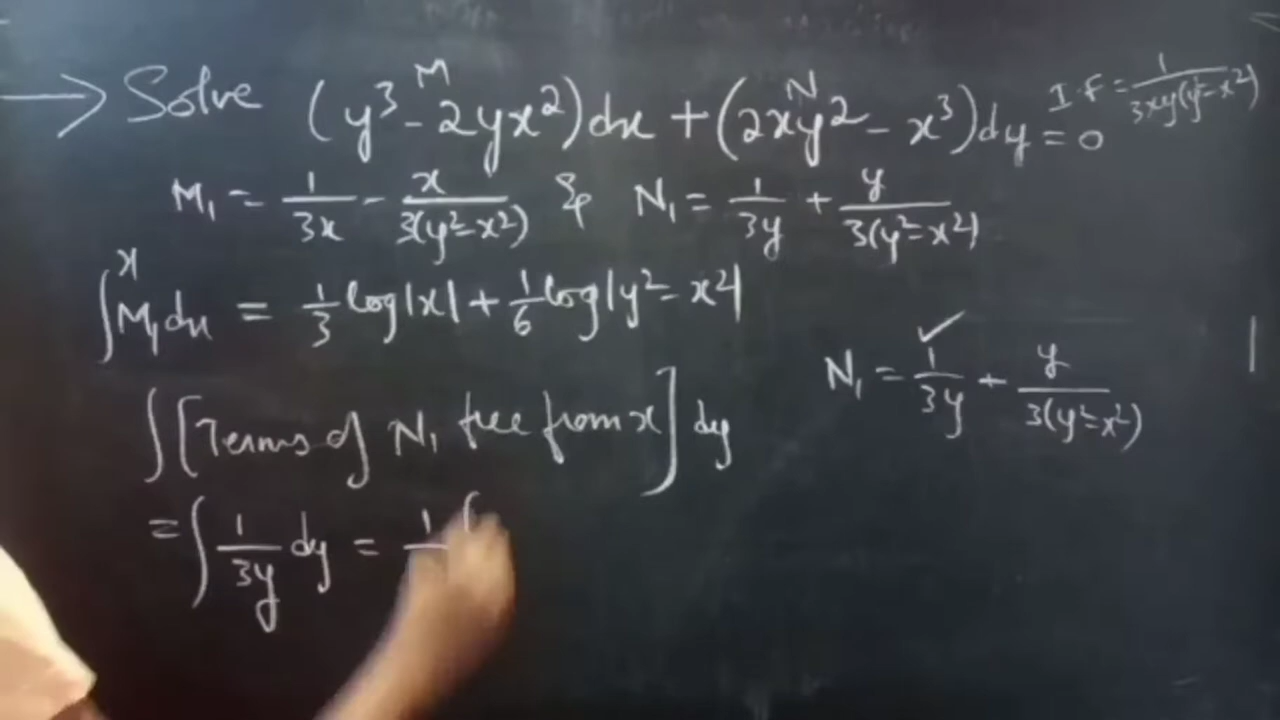 → Solve (y³ - 2yx²)dx + (2xy² - x³)dy = 0
M N
I.F = 1/3xy(y² - x²)
M₁ = 1/3x - x/3(y² - x²) & N₁ = 1/3y + y/3(y² - x²)
∫ˣ M₁dx = 1/3 log|x| + 1/6 log|y² - x²|
N₁ = 1/3y + y/3(y² - x²)
∫[Terms of N₁ free from x] dy
= ∫ 1/3y dy = 1